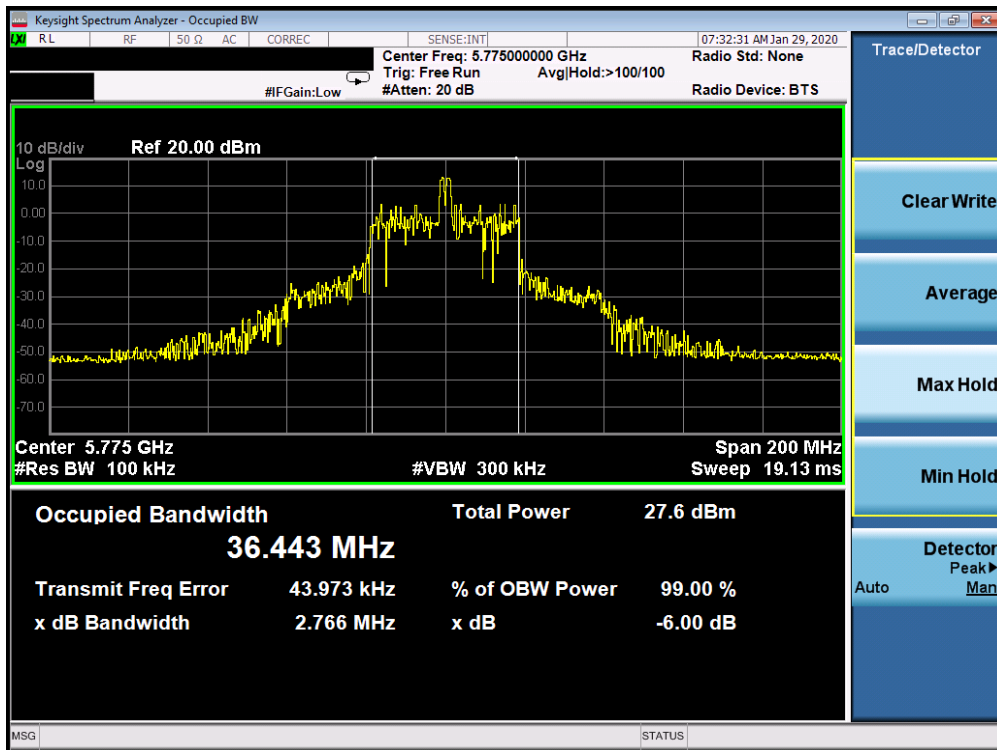 Keysight Spectrum Analyzer - Occupied BW
LXI RL RF 50 Ω AC CORREC SENSE:INT 07:32:31 AM Jan 29, 2020
Center Freq: 5.775000000 GHz Radio Std: None
Trig: Free Run Avg|Hold:>100/100
#IFGain:Low #Atten: 20 dB Radio Device: BTS
10 dB/div Ref 20.00 dBm
Log
10.0
0.00
-10.0
-20.0
-30.0
-40.0
-50.0
-60.0
-70.0
Center 5.775 GHz Span 200 MHz
#Res BW 100 kHz #VBW 300 kHz Sweep 19.13 ms
Occupied Bandwidth Total Power 27.6 dBm
36.443 MHz
Transmit Freq Error 43.973 kHz % of OBW Power 99.00 %
x dB Bandwidth 2.766 MHz x dB -6.00 dB
Trace/Detector
Clear Write
Average
Max Hold
Min Hold
Detector
Peak▶
Auto Man
MSG STATUS